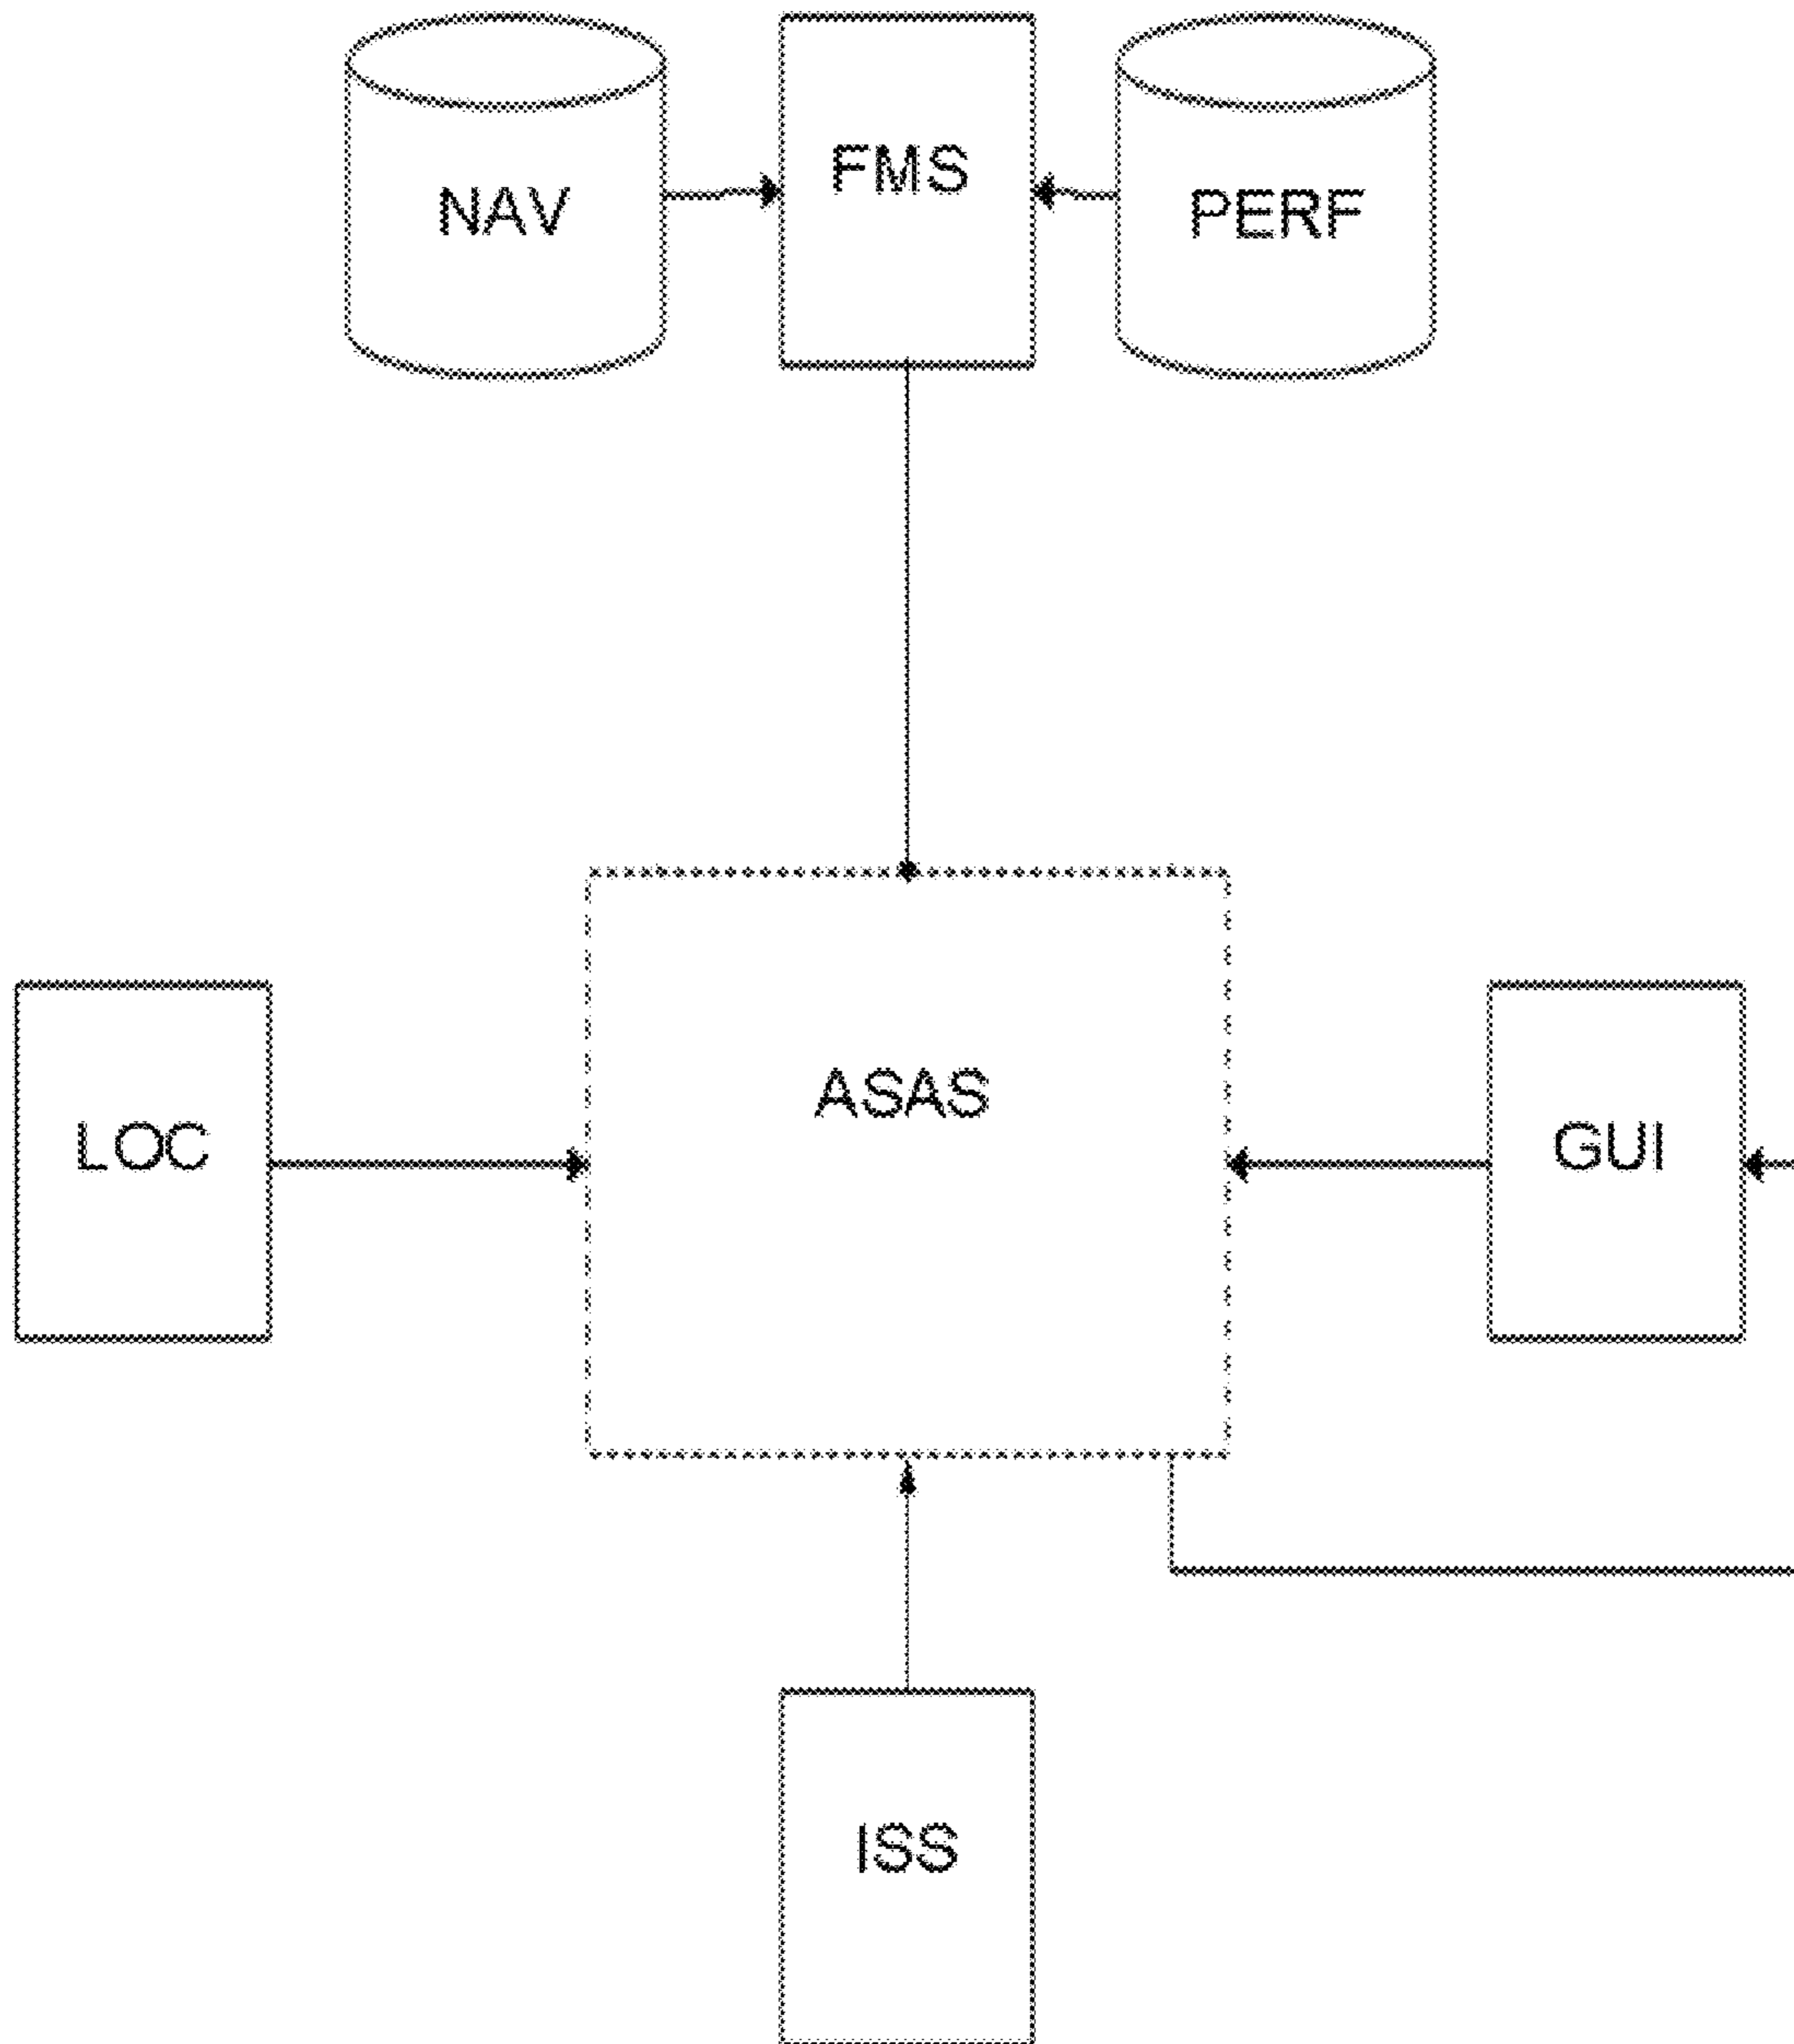 NAV
FMS
PERF
LOC
ASAS
GUI
ISS